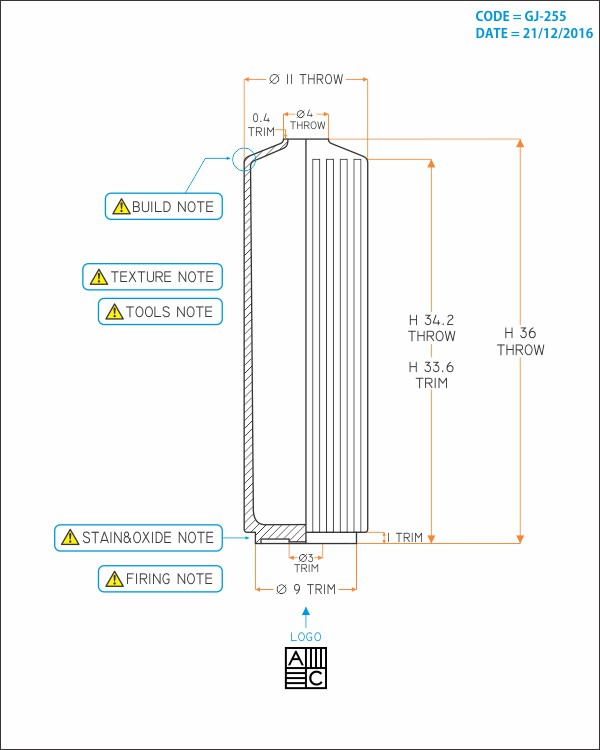 CODE = GJ-255
DATE = 21/12/2016
Ø 11 THROW
Ø4
THROW
0.4
TRIM
BUILD NOTE
TEXTURE NOTE
TOOLS NOTE
H 34.2
THROW
H 33.6
TRIM
H 36
THROW
STAIN&OXIDE NOTE
1 TRIM
Ø3
TRIM
FIRING NOTE
Ø 9 TRIM
LOGO
A
C